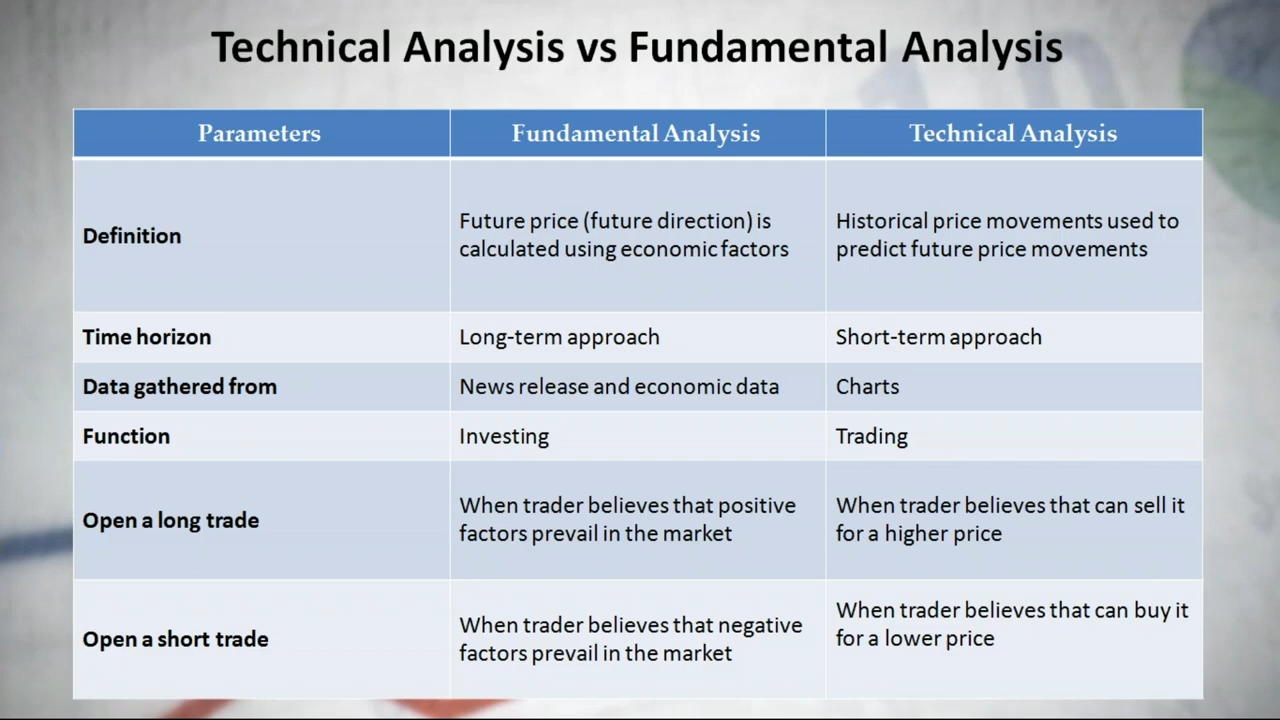 Technical Analysis vs Fundamental Analysis
Parameters
Fundamental Analysis
Technical Analysis
Definition
Future price (future direction) is
calculated using economic factors
Historical price movements used to
predict future price movements
Time horizon
Long-term approach
Short-term approach
Data gathered from
News release and economic data
Charts
Function
Investing
Trading
Open a long trade
When trader believes that positive
factors prevail in the market
When trader believes that can sell it
for a higher price
Open a short trade
When trader believes that negative
factors prevail in the market
When trader believes that can buy it
for a lower price